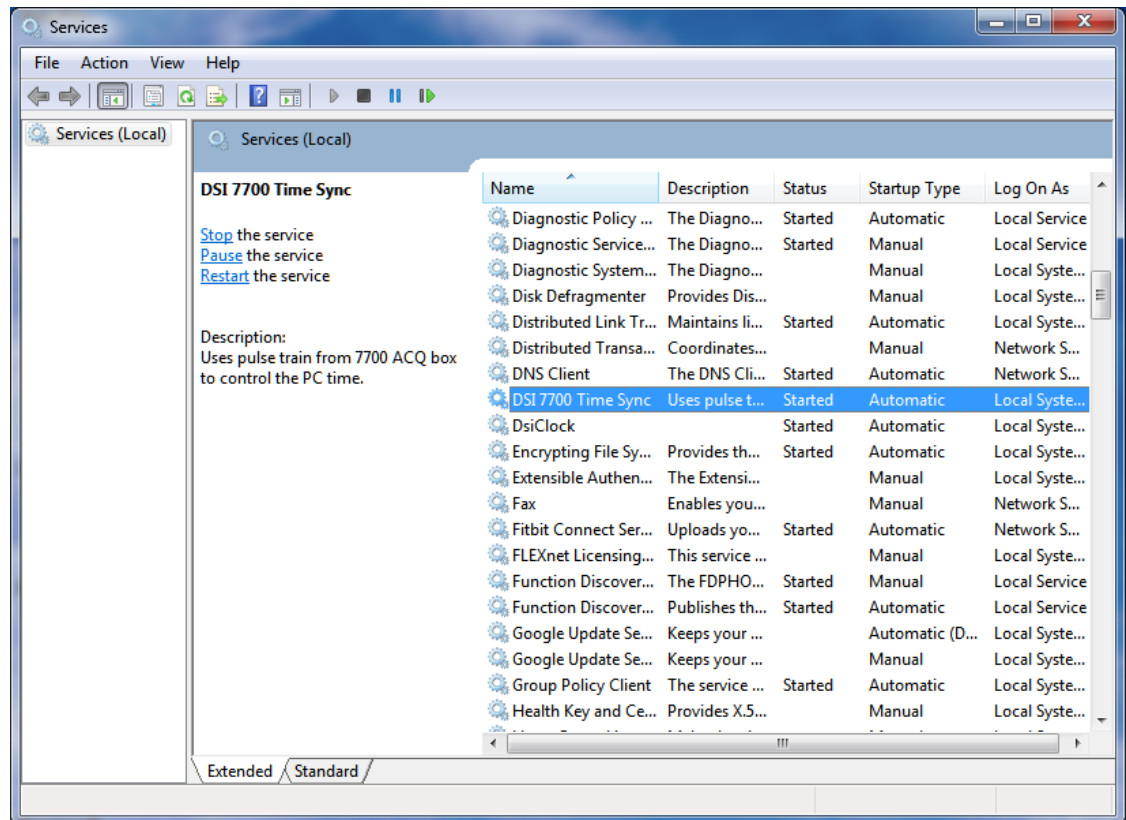 Services
File Action View Help
Services (Local)
Services (Local)
DSI 7700 Time Sync
Stop the service
Pause the service
Restart the service
Description:
Uses pulse train from 7700 ACQ box
to control the PC time.
Name Description Status Startup Type Log On As
Diagnostic Policy ... The Diagno... Started Automatic Local Service
Diagnostic Service... The Diagno... Started Manual Local Service
Diagnostic System... The Diagno... Manual Local Syste...
Disk Defragmenter Provides Dis... Manual Local Syste...
Distributed Link Tr... Maintains li... Started Automatic Local Syste...
Distributed Transa... Coordinates... Manual Network S...
DNS Client The DNS Cli... Started Automatic Network S...
DSI 7700 Time Sync Uses pulse t... Started Automatic Local Syste...
DsiClock Started Automatic Local Syste...
Encrypting File Sy... Provides th... Started Automatic Local Syste...
Extensible Authen... The Extensi... Manual Local Syste...
Fax Enables you... Manual Network S...
Fitbit Connect Ser... Uploads yo... Started Automatic Network S...
FLEXnet Licensing... This service ... Manual Local Syste...
Function Discover... The FDPHO... Started Manual Local Service
Function Discover... Publishes th... Started Automatic Local Service
Google Update Se... Keeps your ... Automatic (D... Local Syste...
Google Update Se... Keeps your ... Manual Local Syste...
Group Policy Client The service ... Started Automatic Local Syste...
Health Key and Ce... Provides X.5... Manual Local Syste...
Extended Standard